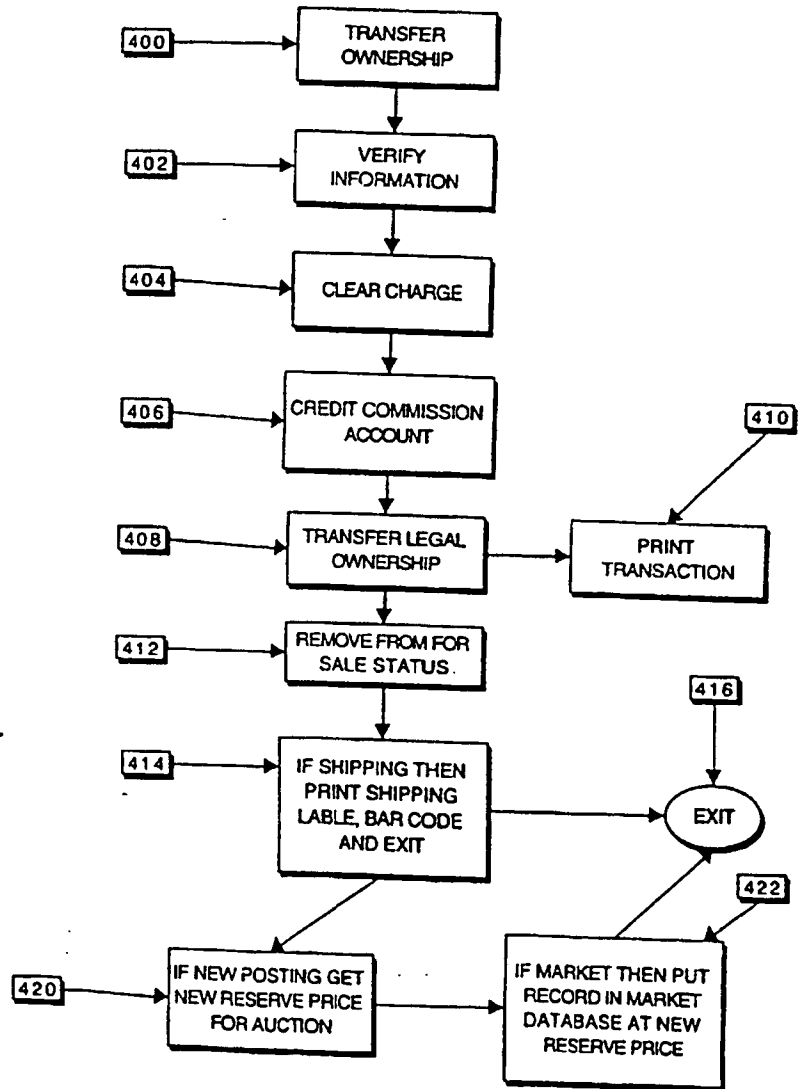 400
TRANSFER
OWNERSHIP
402
VERIFY
INFORMATION
404
CLEAR CHARGE
406
CREDIT COMMISSION
ACCOUNT
410
408
TRANSFER LEGAL
OWNERSHIP
PRINT
TRANSACTION
412
REMOVE FROM FOR
SALE STATUS.
416
414
IF SHIPPING THEN
PRINT SHIPPING
LABLE, BAR CODE
AND EXIT
EXIT
422
420
IF NEW POSTING GET
NEW RESERVE PRICE
FOR AUCTION
IF MARKET THEN PUT
RECORD IN MARKET
DATABASE AT NEW
RESERVE PRICE